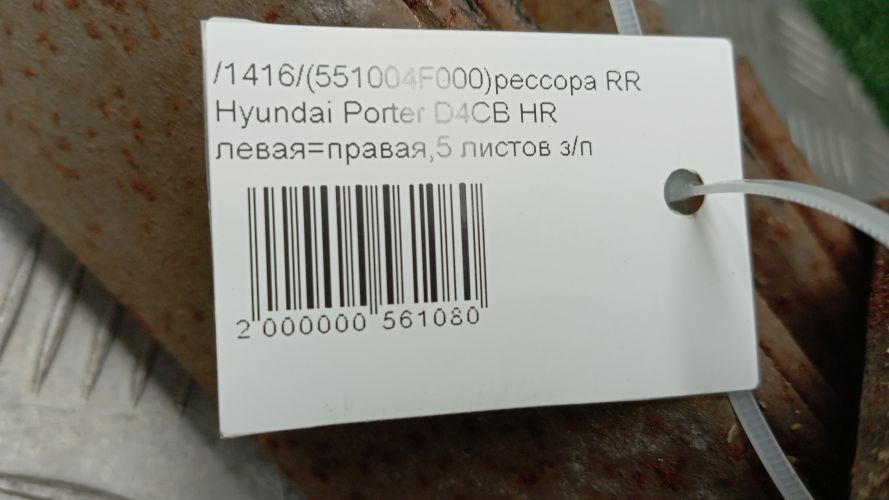 /1416/(551004F000)рессора RR
Hyundai Porter D4CB HR
левая=правая,5 листов з/п
2 000000 561080